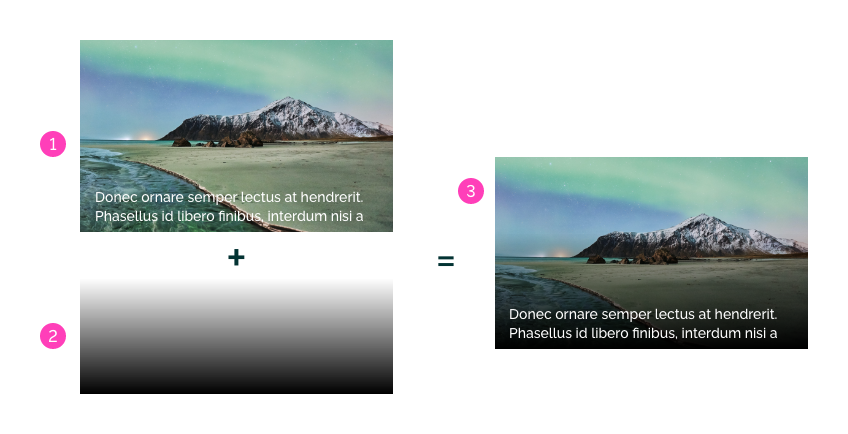 1
Donec ornare semper lectus at hendrerit.
Phasellus id libero finibus, interdum nisi a
+
2
=
3
Donec ornare semper lectus at hendrerit.
Phasellus id libero finibus, interdum nisi a